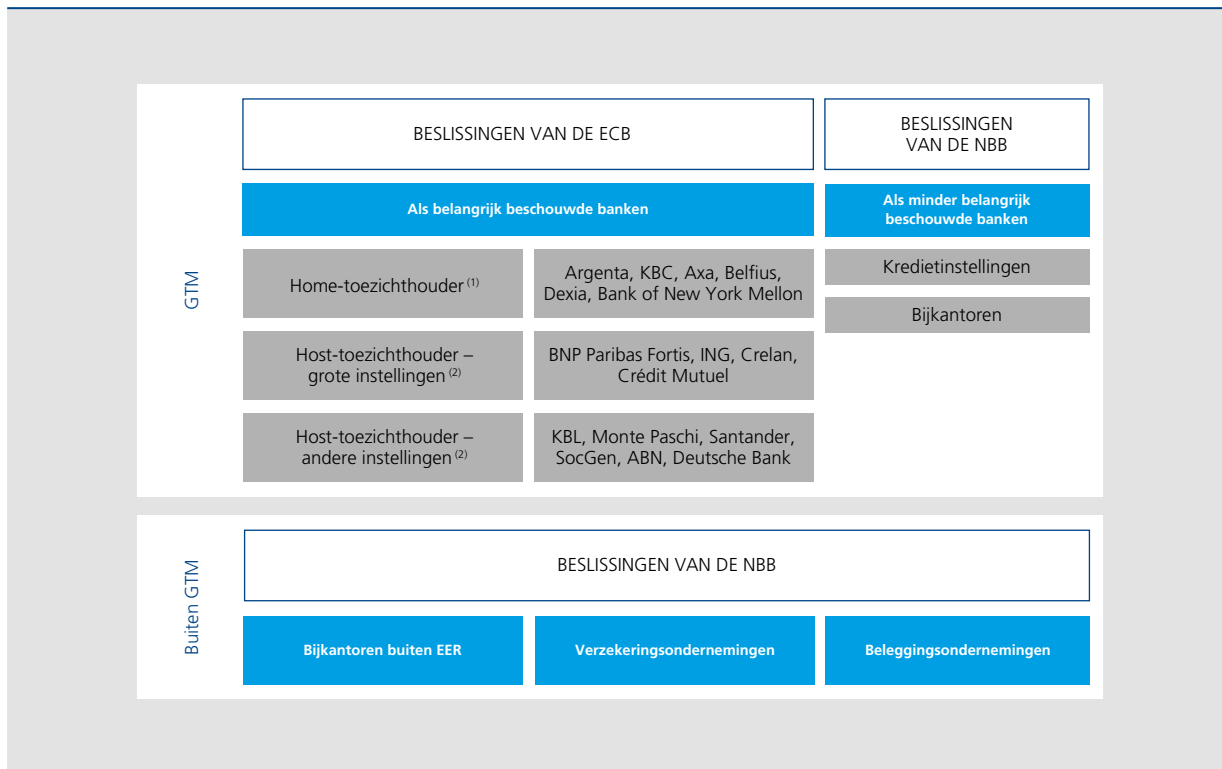 BESLISSINGEN VAN DE ECB
BESLISSINGEN
VAN DE NBB
Als belangrijk beschouwde banken
Als minder belangrijk
beschouwde banken
GTM
Home-toezichthouder (1)
Argenta, KBC, Axa, Belfius,
Dexia, Bank of New York Mellon
Kredietinstellingen
Bijkantoren
Host-toezichthouder –
grote instellingen (2)
BNP Paribas Fortis, ING, Crelan,
Crédit Mutuel
Host-toezichthouder –
andere instellingen (2)
KBL, Monte Paschi, Santander,
SocGen, ABN, Deutsche Bank
Buiten GTM
BESLISSINGEN VAN DE NBB
Bijkantoren buiten EER
Verzekeringsondernemingen
Beleggingsondernemingen